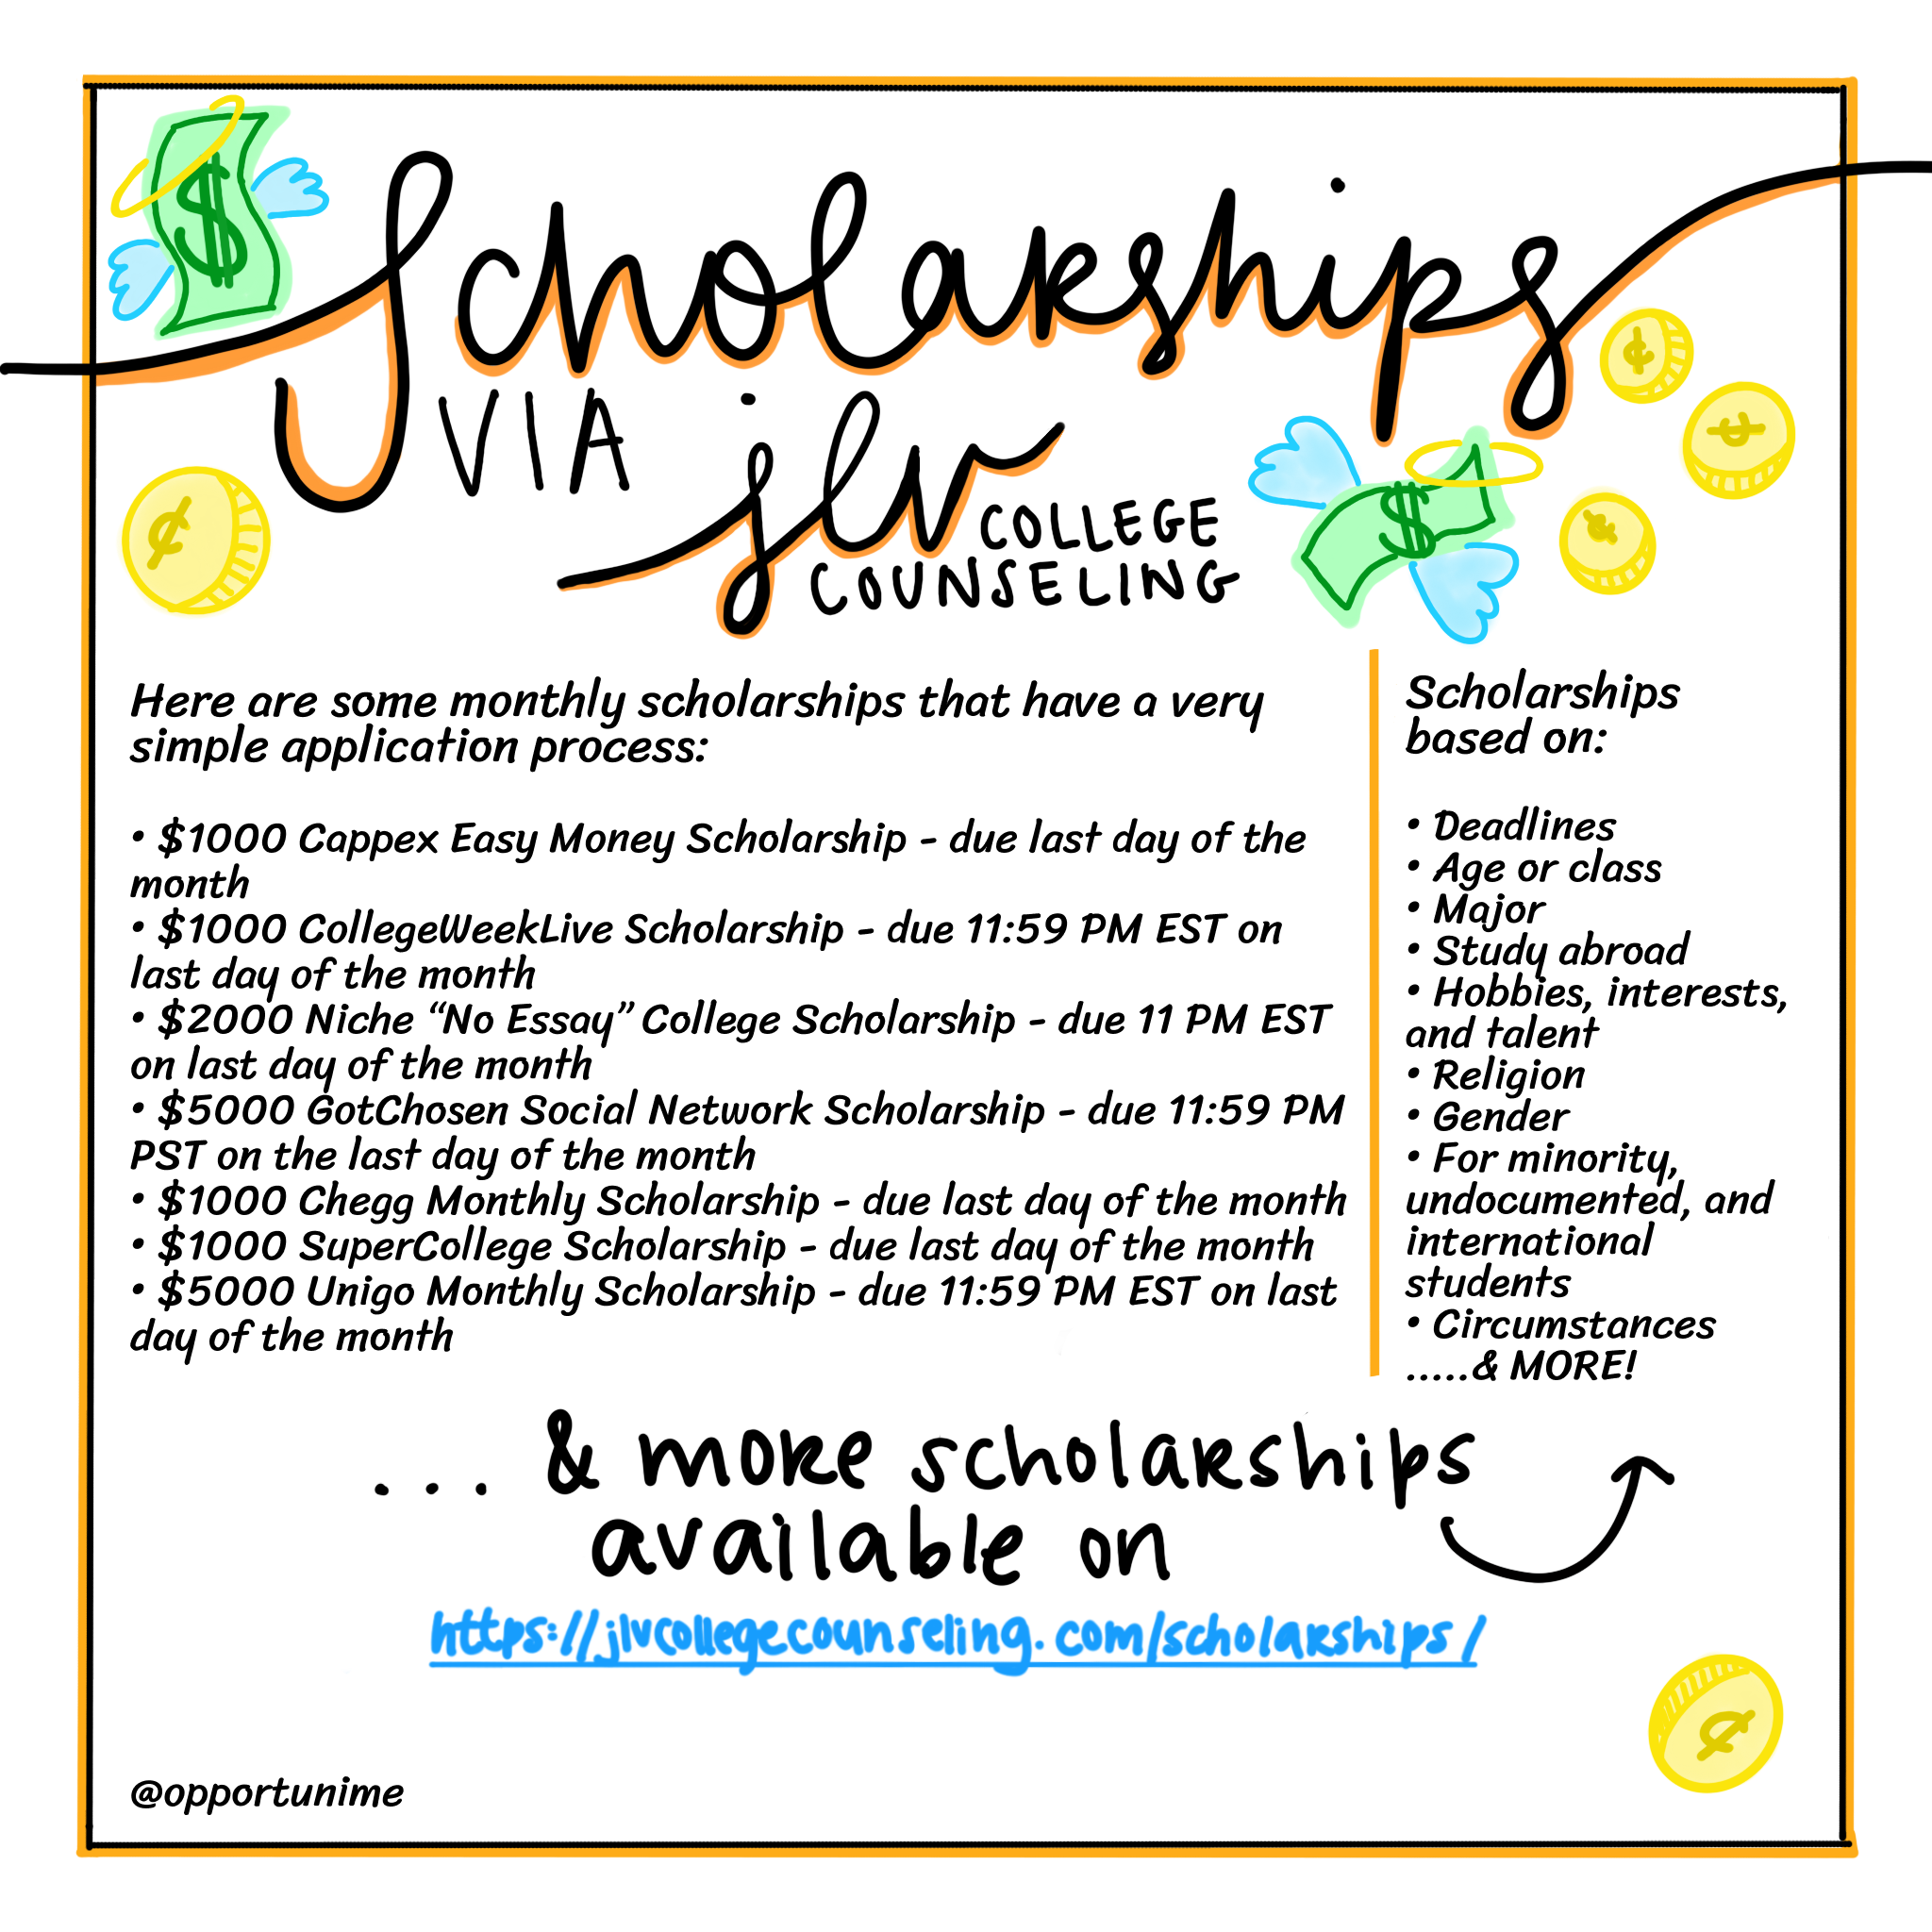 Scholarships
VIA jlv COLLEGE
COUNSELING
Here are some monthly scholarships that have a very
simple application process:
• $1000 Cappex Easy Money Scholarship - due last day of the
month
• $1000 CollegeWeekLive Scholarship - due 11:59 PM EST on
last day of the month
• $2000 Niche “No Essay” College Scholarship - due 11 PM EST
on last day of the month
• $5000 GotChosen Social Network Scholarship - due 11:59 PM
PST on the last day of the month
• $1000 Chegg Monthly Scholarship - due last day of the month
• $1000 SuperCollege Scholarship - due last day of the month
• $5000 Unigo Monthly Scholarship - due 11:59 PM EST on last
day of the month
Scholarships
based on:
• Deadlines
• Age or class
• Major
• Study abroad
• Hobbies, interests,
and talent
• Religion
• Gender
• For minority,
undocumented, and
international
students
• Circumstances
.....& MORE!
... & more scholarships
available on
https://jlvcollegecounseling.com/scholarships/
@opportunime